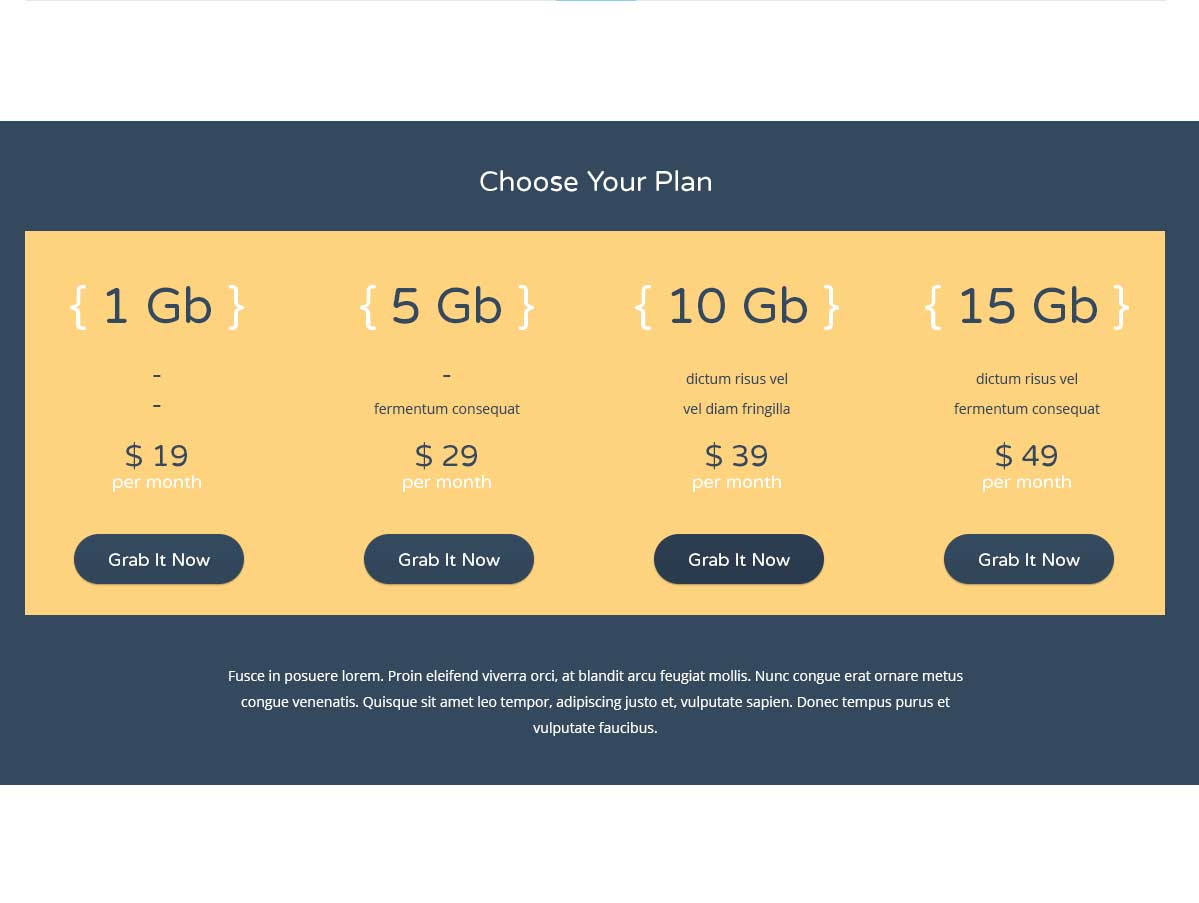 Choose Your Plan
{ 1 Gb }
-
-
$ 19
per month
Grab It Now
{ 5 Gb }
-
fermentum consequat
$ 29
per month
Grab It Now
{ 10 Gb }
dictum risus vel
vel diam fringilla
$ 39
per month
Grab It Now
{ 15 Gb }
dictum risus vel
fermentum consequat
$ 49
per month
Grab It Now
Fusce in posuere lorem. Proin eleifend viverra orci, at blandit arcu feugiat mollis. Nunc congue erat ornare metus
congue venenatis. Quisque sit amet leo tempor, adipiscing justo et, vulputate sapien. Donec tempus purus et
vulputate faucibus.